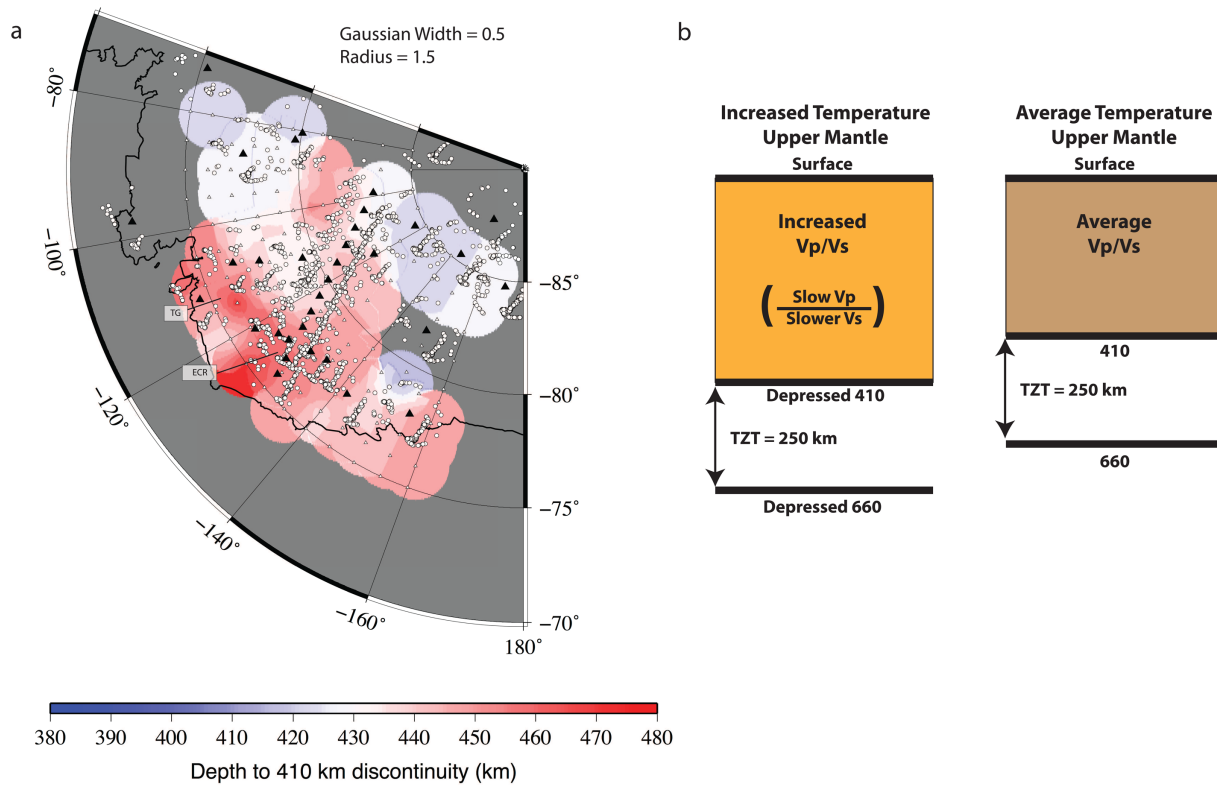 a
Gaussian Width = 0.5
Radius = 1.5
−80°
−100°
TG
ECR
−120°
−140°
−160°
180°
−85°
−80°
−75°
−70°
380 390 400 410 420 430 440 450 460 470 480
Depth to 410 km discontinuity (km)
b
Increased Temperature
Upper Mantle
Surface
Increased
Vp/Vs
( Slow Vp
Slower Vs )
Depressed 410
TZT = 250 km
Depressed 660
Average Temperature
Upper Mantle
Surface
Average
Vp/Vs
410
TZT = 250 km
660